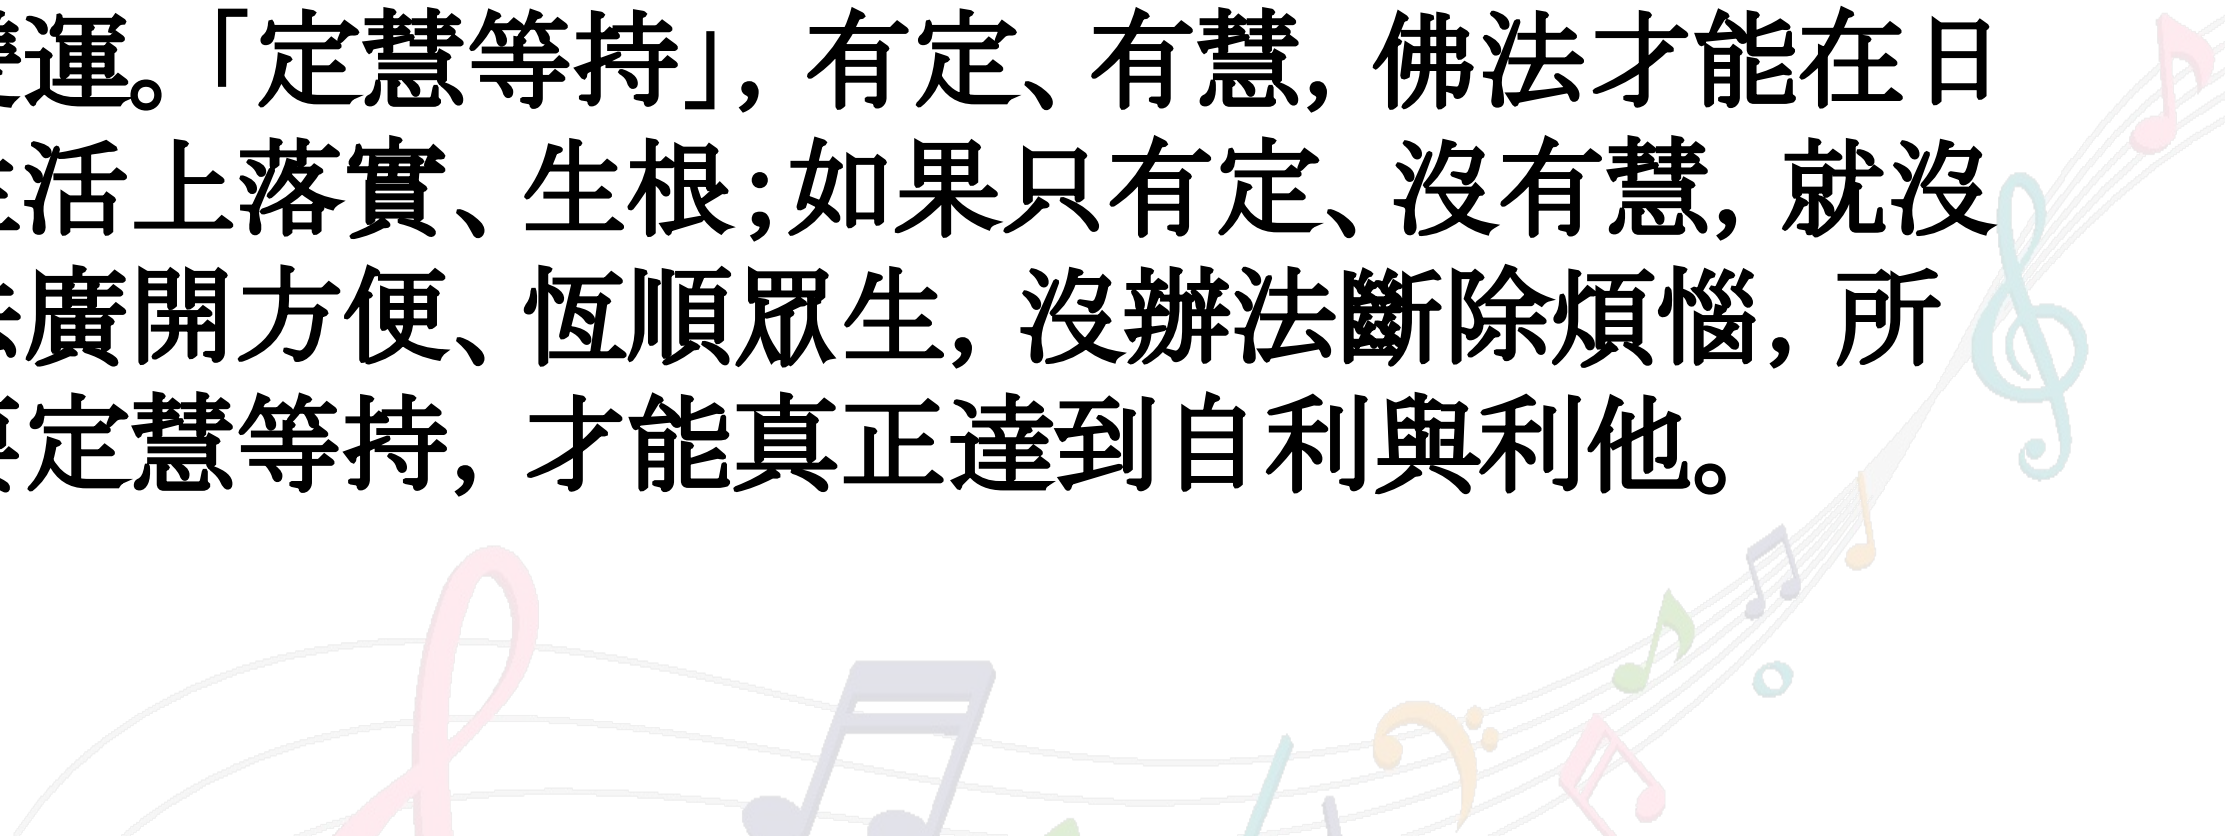 運。「定慧等持」，有定、有慧，佛法才能在日
活上落實、生根；如果只有定、沒有慧，就沒
廣開方便、恆順眾生，沒辦法斷除煩惱，所
定慧等持，才能真正達到自利與利他。